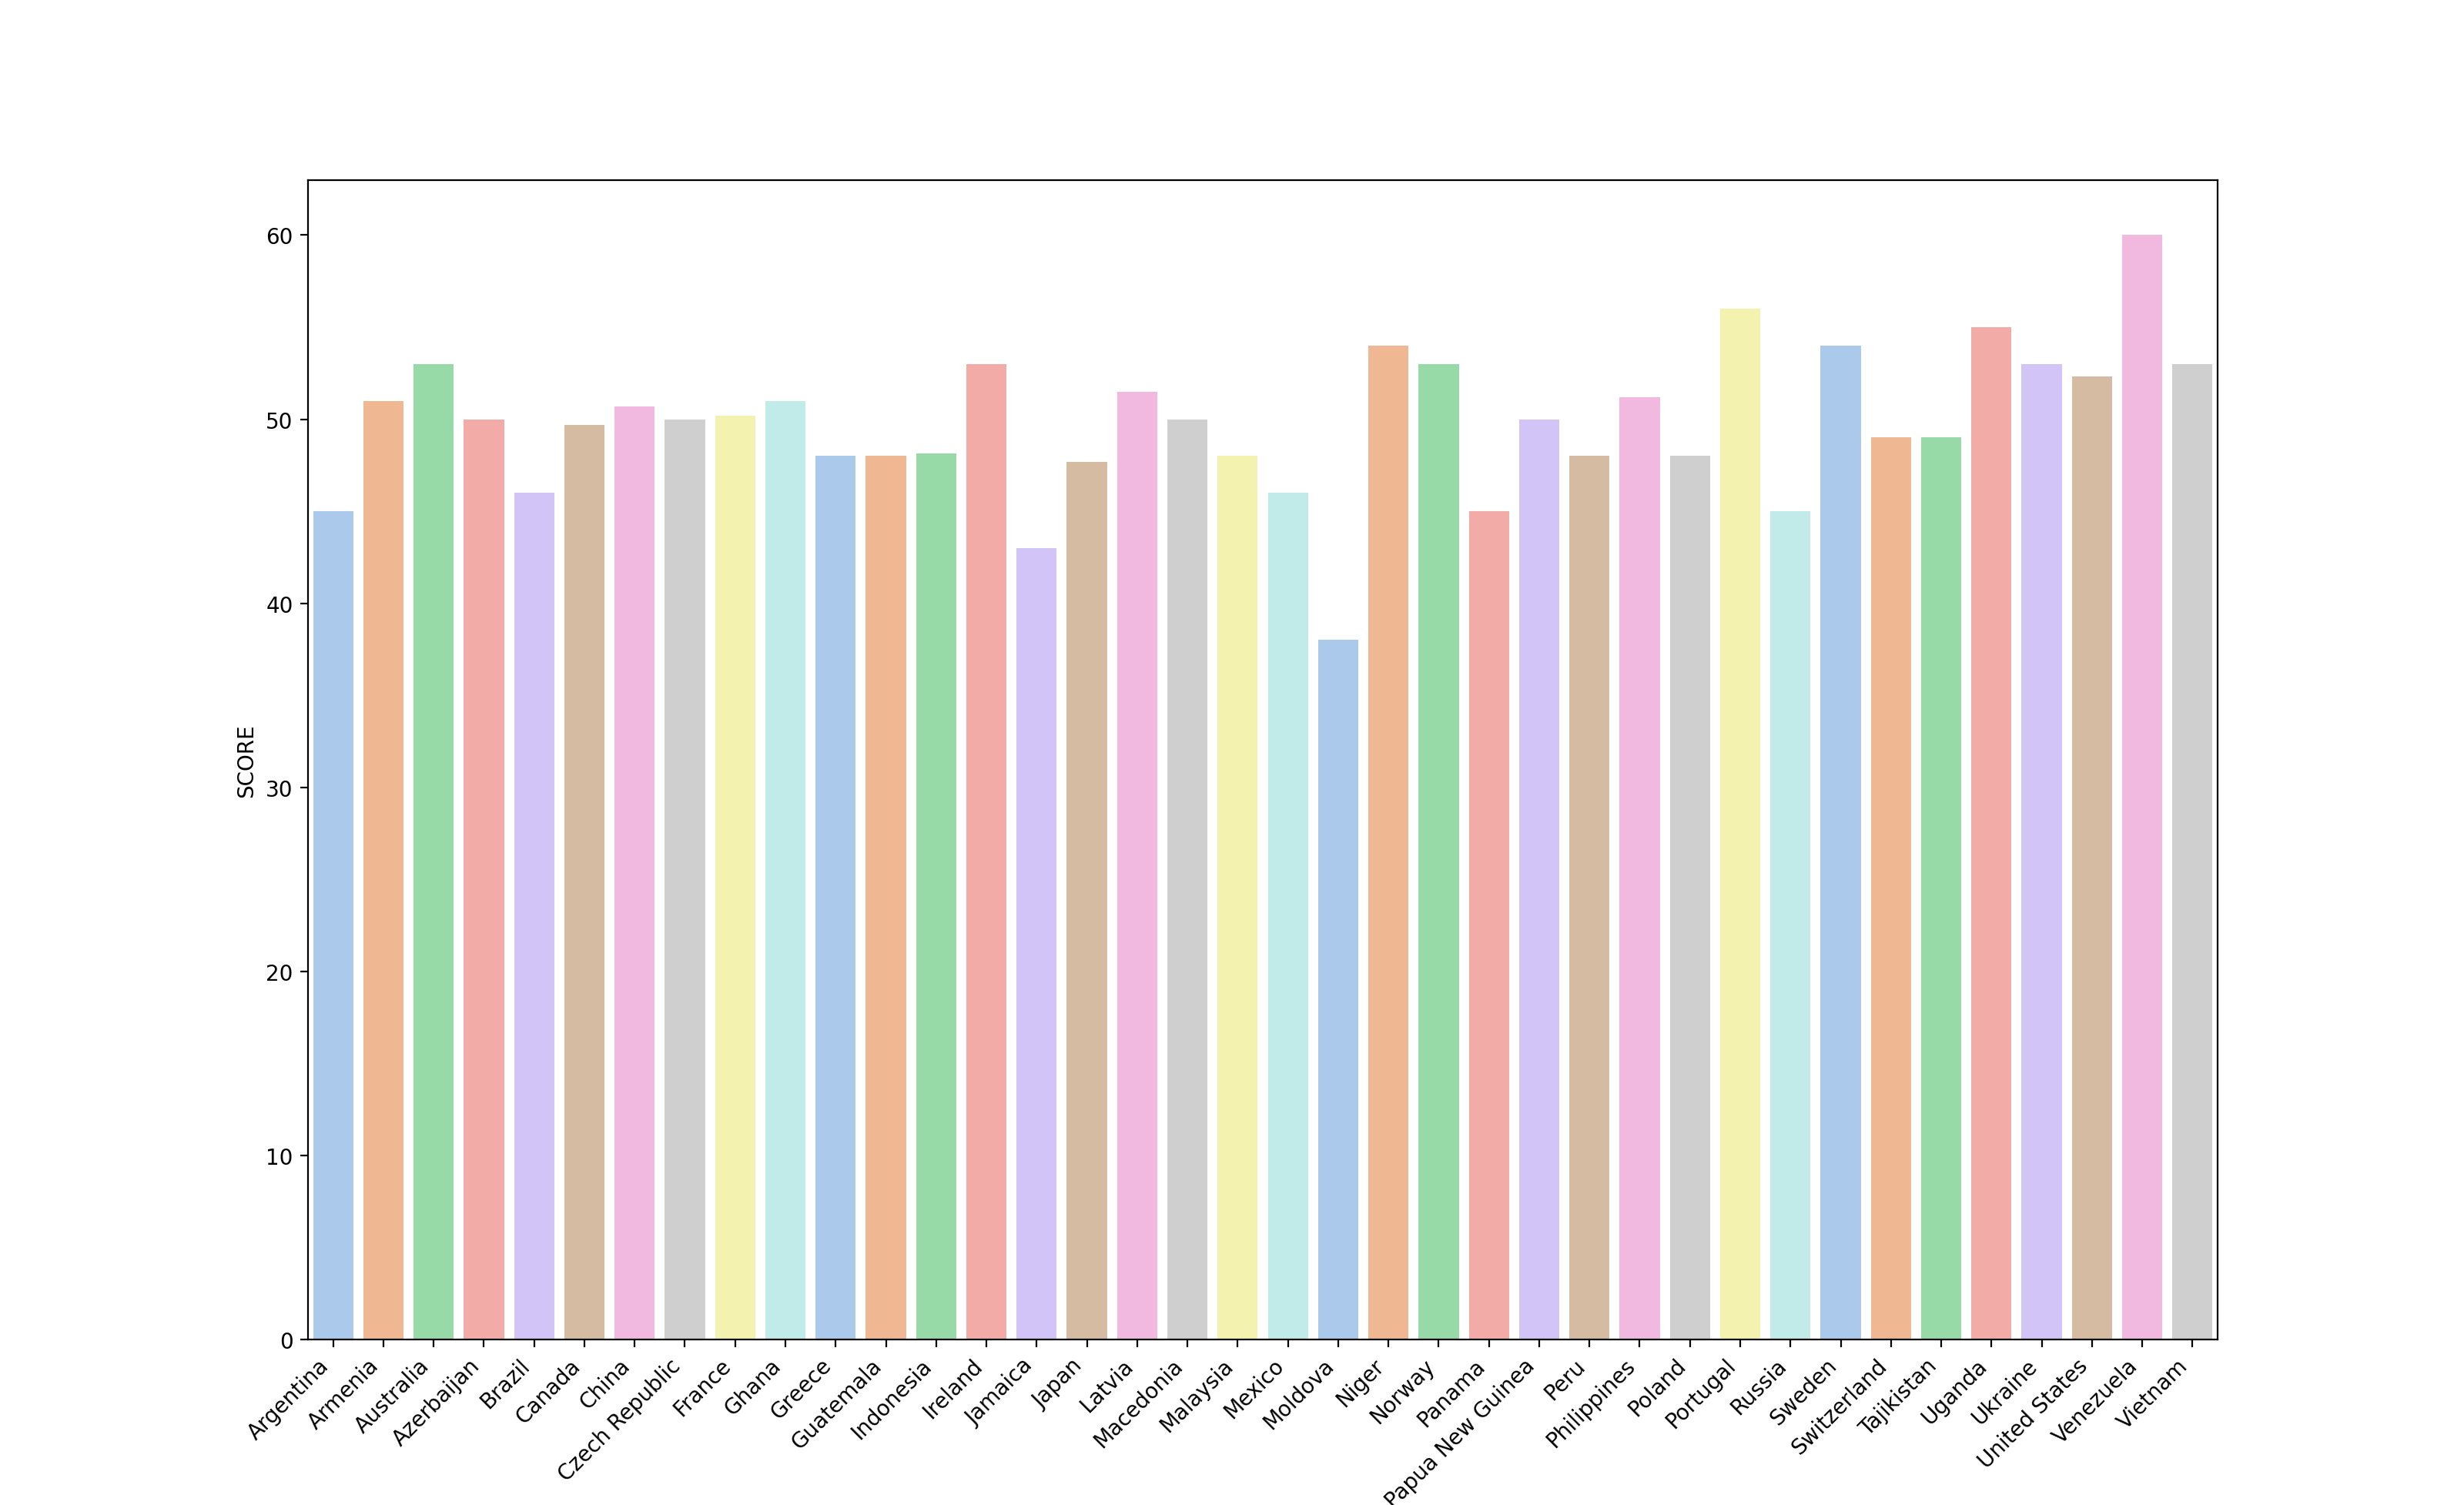 60
50
40
30
20
10
0
SCORE
Argentina
Armenia
Australia
Azerbaijan
Brazil
Canada
China
Czech Republic
France
Ghana
Greece
Guatemala
Indonesia
Ireland
Jamaica
Japan
Latvia
Macedonia
Malaysia
Mexico
Moldova
Niger
Norway
Panama
Papua New Guinea
Peru
Philippines
Poland
Portugal
Russia
Sweden
Switzerland
Tajikistan
Uganda
Ukraine
United States
Venezuela
Vietnam